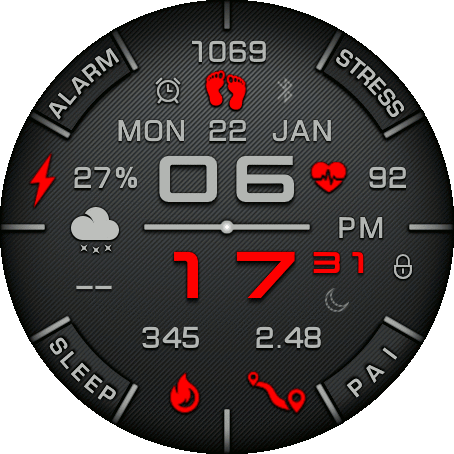 1069
ALARM
STRESS
MON 22 JAN
27%
06
92
PM
17
31
--
345
2.48
SLEEP
PAI